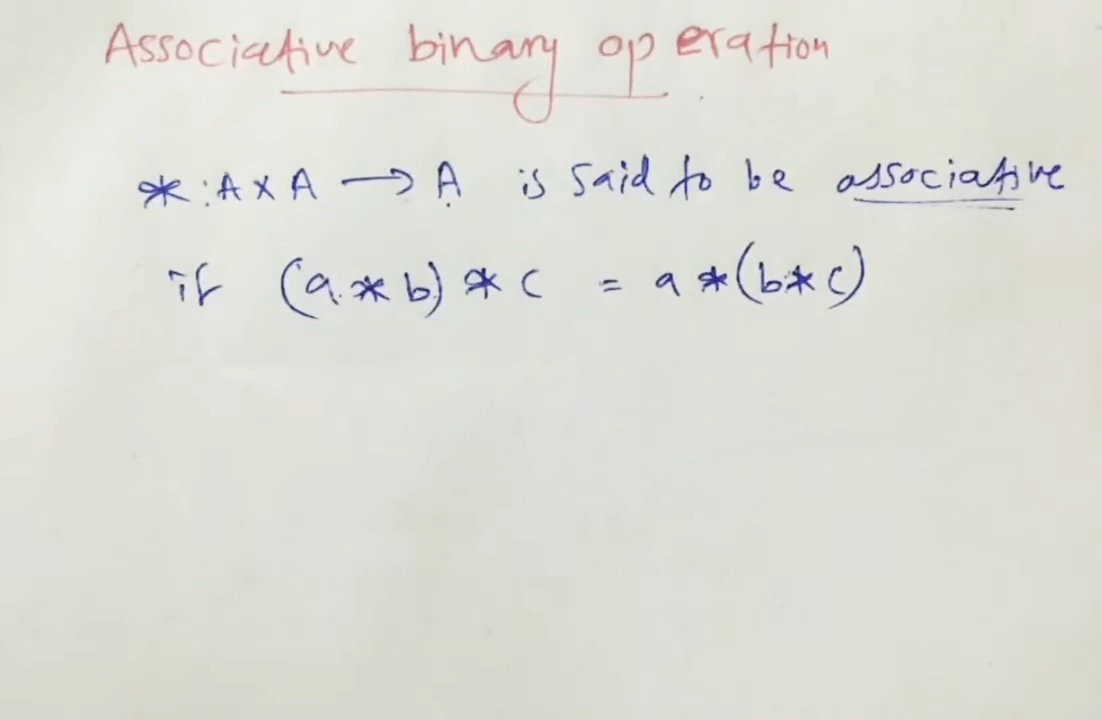 Associative binary operation
* : A × A → A is said to be associative
if (a * b) * c = a * (b * c)